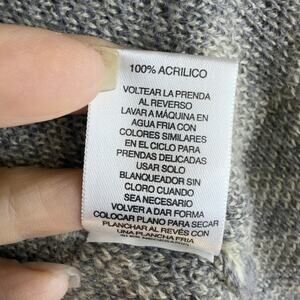 100% ACRILICO
VOLTEAR LA PRENDA
AL REVERSO
LAVAR A MÁQUINA EN
AGUA FRIA CON
COLORES SIMILARES
EN EL CICLO PARA
PRENDAS DELICADAS
USAR SOLO
BLANQUEADOR SIN
CLORO CUANDO
SEA NECESARIO
VOLVER A DAR FORMA
COLOCAR PLANO PARA SECAR
PLANCHAR AL REVÉS CON
UNA PLANCHA FRIA